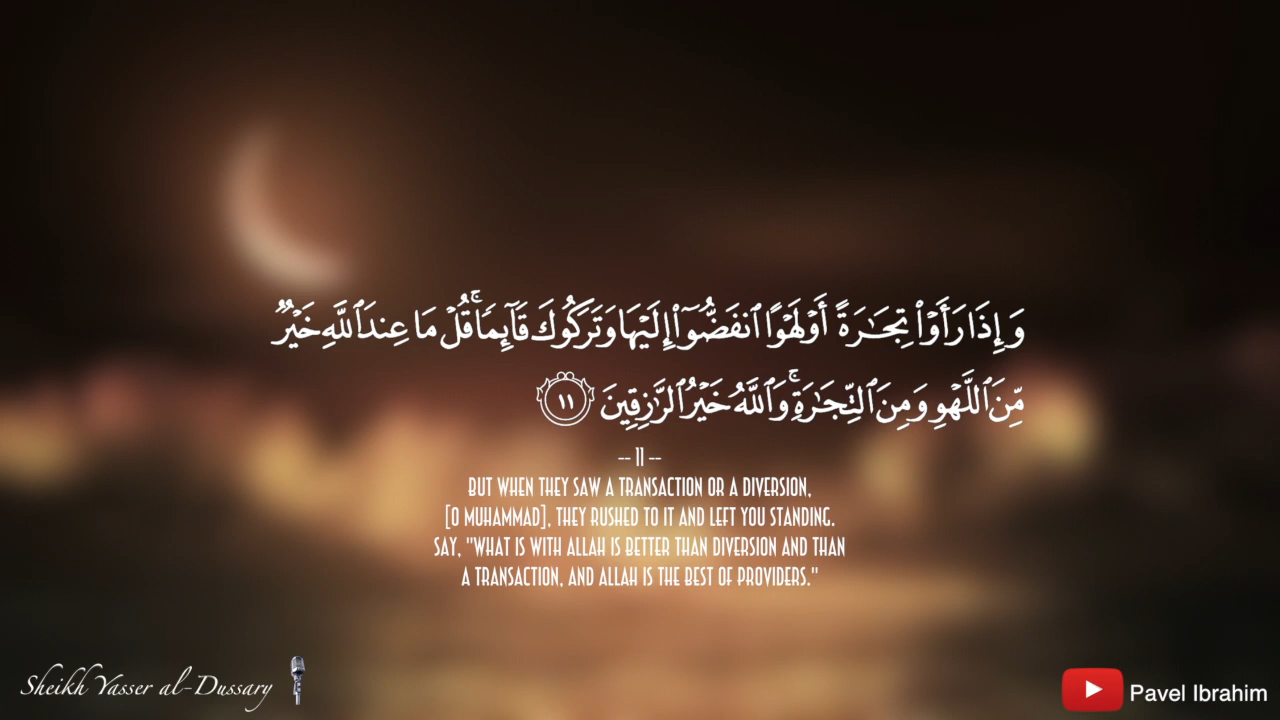 وَإِذَا رَأَوْا۟ تِجَـٰرَةً أَوْ لَهْوًا ٱنفَضُّوٓا۟ إِلَيْهَا وَتَرَكُوكَ قَآئِمًا ۚ قُلْ مَا عِندَ ٱللَّهِ خَيْرٌ
مِّنَ ٱللَّهْوِ وَمِنَ ٱلتِّجَـٰرَةِ ۚ وَٱللَّهُ خَيْرُ ٱلرَّٰزِقِينَ ١١
-- 11 --
BUT WHEN THEY SAW A TRANSACTION OR A DIVERSION,
[O MUHAMMAD], THEY RUSHED TO IT AND LEFT YOU STANDING.
SAY, "WHAT IS WITH ALLAH IS BETTER THAN DIVERSION AND THAN
A TRANSACTION, AND ALLAH IS THE BEST OF PROVIDERS."
Sheikh Yasser al-Dussary
Pavel Ibrahim